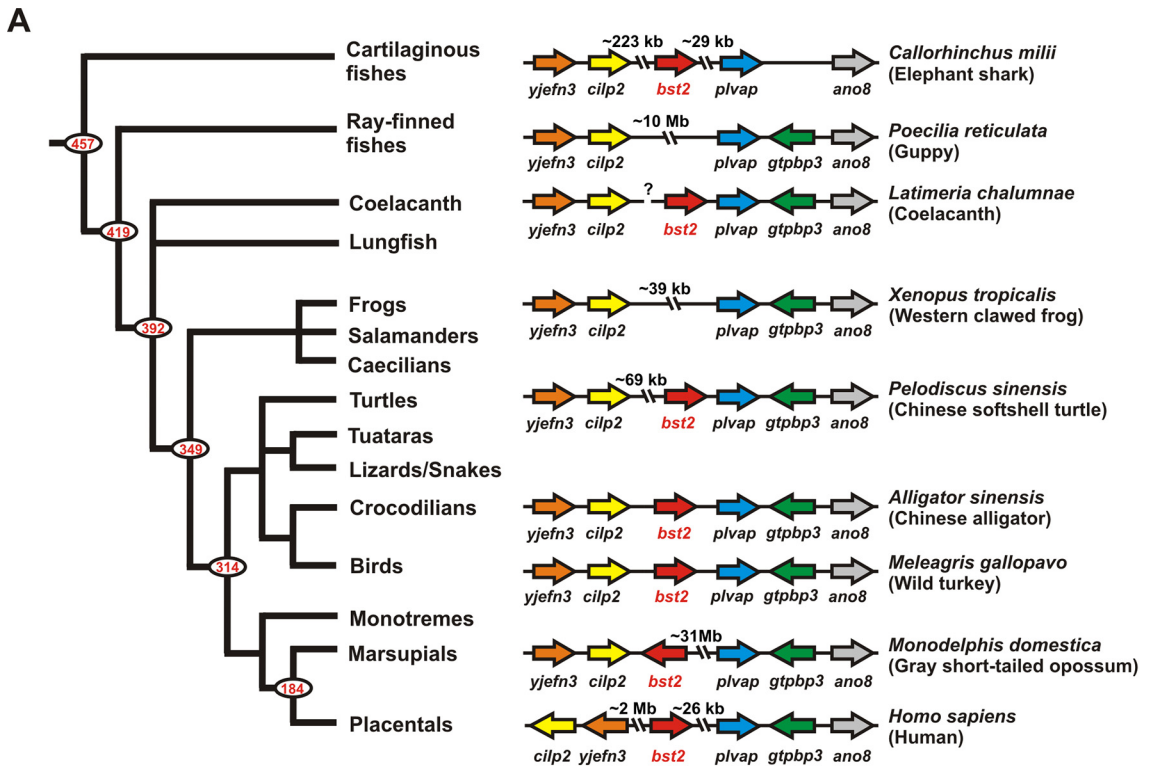 A
Cartilaginous
fishes
Ray-finned
fishes
Coelacanth
Lungfish
Frogs
Salamanders
Caecilians
Turtles
Tuataras
Lizards/Snakes
Crocodilians
Birds
Monotremes
Marsupials
Placentals
457
419
392
349
314
184
~223 kb ~29 kb
yjefn3 cilp2 bst2 plvap ano8
Callorhinchus milii
(Elephant shark)
~10 Mb
yjefn3 cilp2 plvap gtpbp3 ano8
Poecilia reticulata
(Guppy)
?
yjefn3 cilp2 bst2 plvap gtpbp3 ano8
Latimeria chalumnae
(Coelacanth)
~39 kb
yjefn3 cilp2 plvap gtpbp3 ano8
Xenopus tropicalis
(Western clawed frog)
~69 kb
yjefn3 cilp2 bst2 plvap gtpbp3 ano8
Pelodiscus sinensis
(Chinese softshell turtle)
yjefn3 cilp2 bst2 plvap gtpbp3 ano8
Alligator sinensis
(Chinese alligator)
yjefn3 cilp2 bst2 plvap gtpbp3 ano8
Meleagris gallopavo
(Wild turkey)
~31Mb
yjefn3 cilp2 bst2 plvap gtpbp3 ano8
Monodelphis domestica
(Gray short-tailed opossum)
~2 Mb ~26 kb
cilp2 yjefn3 bst2 plvap gtpbp3 ano8
Homo sapiens
(Human)